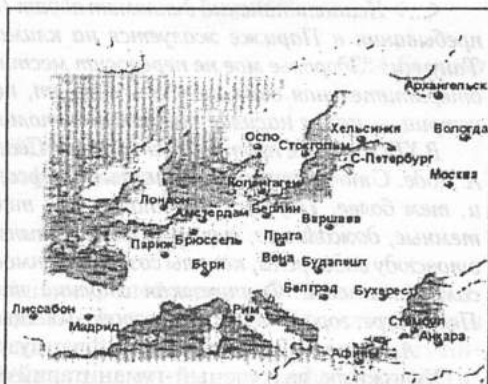 Архангельск
Осло
Хельсинки
Вологда
Стокгольм
С-Петербург
Москва
Копенгаген
Лондон
Амстердам
Берлин
Варшава
Париж
Брюссель
Прага
Берн
Вена
Будапешт
Белград
Бухарест
Лиссабон
Мадрид
Рим
Стамбул
Анкара
Афины